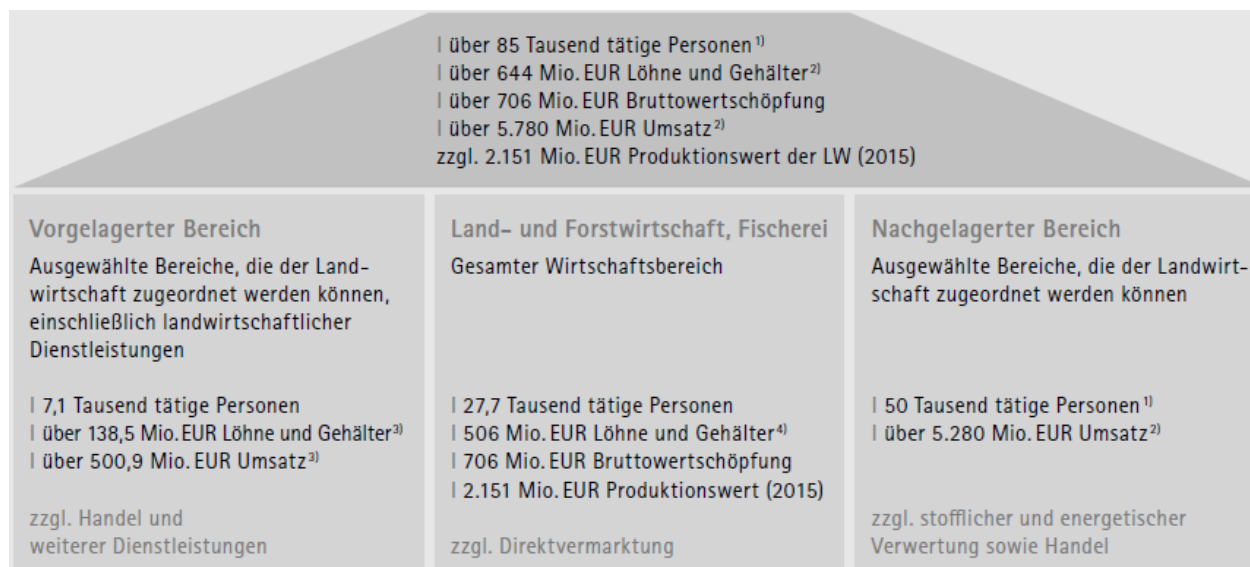 | über 85 Tausend tätige Personen¹⁾
| über 644 Mio. EUR Löhne und Gehälter²⁾
| über 706 Mio. EUR Bruttowertschöpfung
| über 5.780 Mio. EUR Umsatz²⁾
zzgl. 2.151 Mio. EUR Produktionswert der LW (2015)
Vorgelagerter Bereich
Ausgewählte Bereiche, die der Land-
wirtschaft zugeordnet werden können,
einschließlich landwirtschaftlicher
Dienstleistungen
| 7,1 Tausend tätige Personen
| über 138,5 Mio. EUR Löhne und Gehälter³⁾
| über 500,9 Mio. EUR Umsatz³⁾
zzgl. Handel und
weiterer Dienstleistungen
Land- und Forstwirtschaft, Fischerei
Gesamter Wirtschaftsbereich
| 27,7 Tausend tätige Personen
| 506 Mio. EUR Löhne und Gehälter⁴⁾
| 706 Mio. EUR Bruttowertschöpfung
| 2.151 Mio. EUR Produktionswert (2015)
zzgl. Direktvermarktung
Nachgelagerter Bereich
Ausgewählte Bereiche, die der Landwirt-
schaft zugeordnet werden können
| 50 Tausend tätige Personen¹⁾
| über 5.280 Mio. EUR Umsatz²⁾
zzgl. stofflicher und energetischer
Verwertung sowie Handel